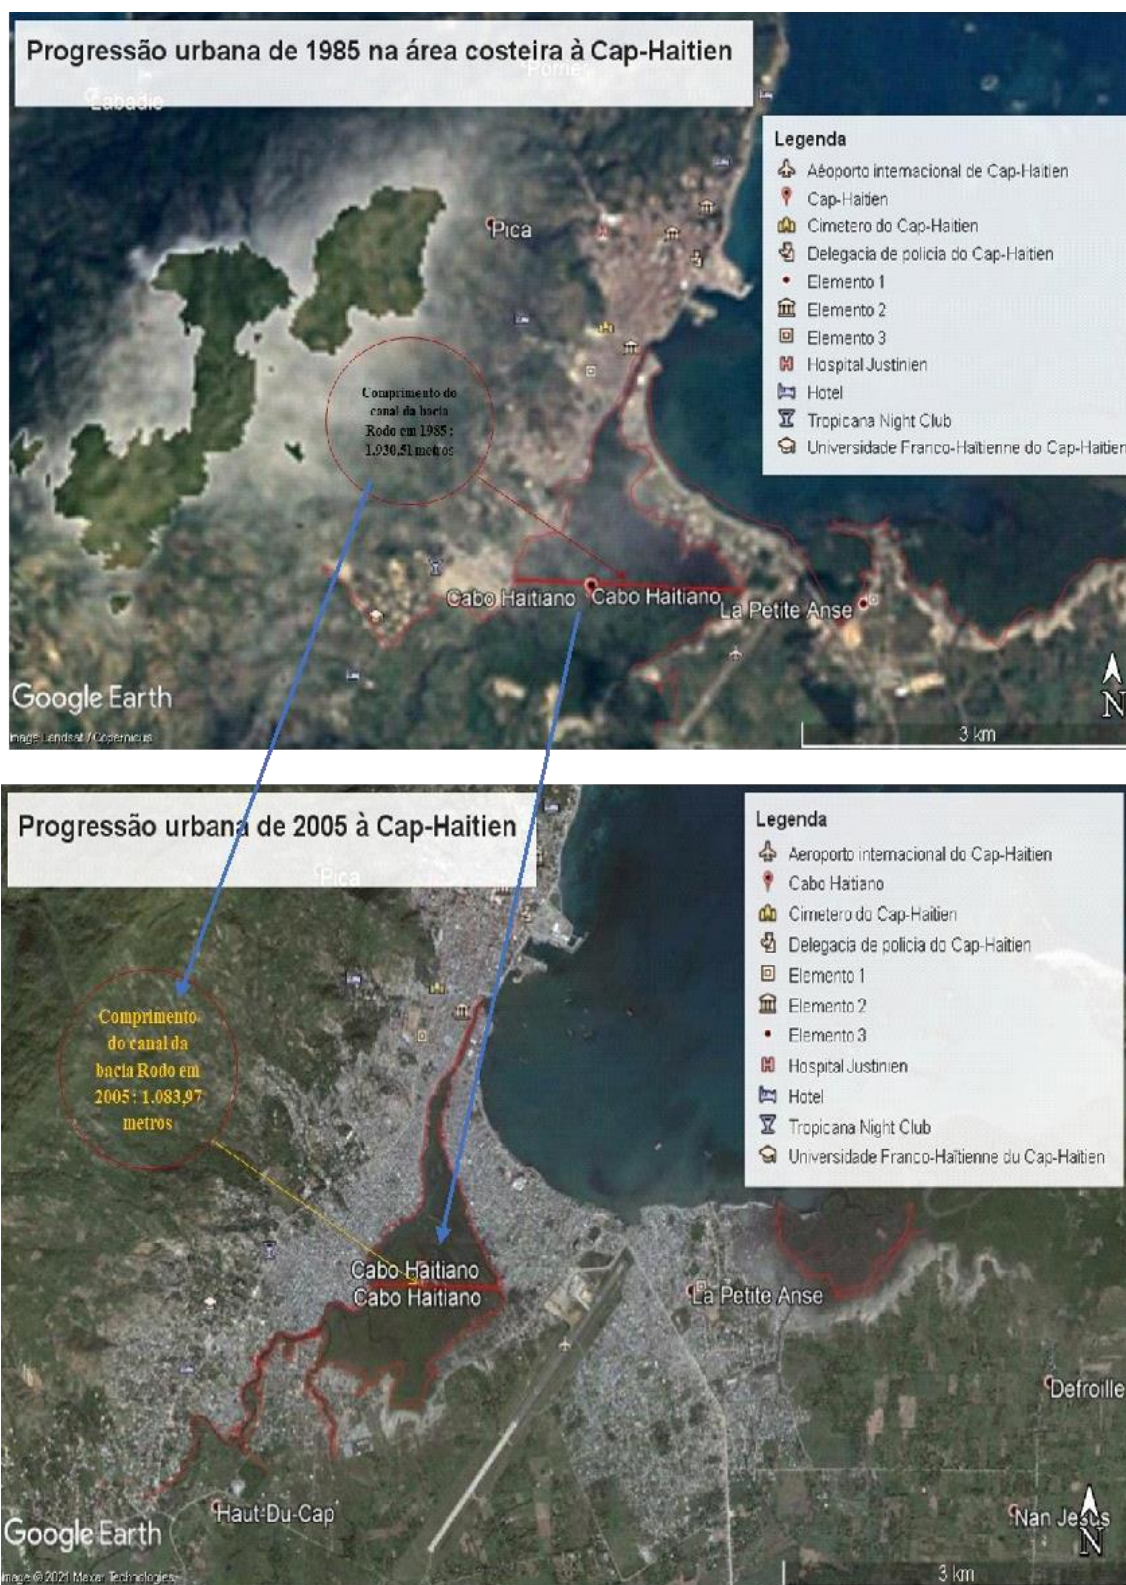 Progressão urbana de 1985 na área costeira à Cap-Haitien
Labadie
Pica
Legenda
Aéoporto internacional de Cap-Haitien
Cap-Haitien
Cimetero do Cap-Haitien
Delegacia de policia do Cap-Haitien
Elemento 1
Elemento 2
Elemento 3
Hospital Justinien
Hotel
Tropicana Night Club
Universidade Franco-Haïtienne do Cap-Haitien
Comprimento do
canal da bacia
Rodo em 1985 :
1.930,51 metros
Cabo Haitiano
Cabo Haitiano
La Petite Anse
Google Earth
Image Landsat / Copernicus
N
3 km
Progressão urbana de 2005 à Cap-Haitien
Pica
Legenda
Aeroporto internacional do Cap-Haitien
Cabo Haitiano
Cimetero do Cap-Haitien
Delegacia de policia do Cap-Haitien
Elemento 1
Elemento 2
Elemento 3
Hospital Justinien
Hotel
Tropicana Night Club
Universidade Franco-Haïtienne du Cap-Haitien
Comprimento
do canal da
bacia Rodo em
2005 : 1.083,97
metros
Cabo Haitiano
Cabo Haitiano
La Petite Anse
Defroille
Haut-Du-Cap
Nan Jesus
Google Earth
Image © 2021 Maxar Technologies
N
3 km